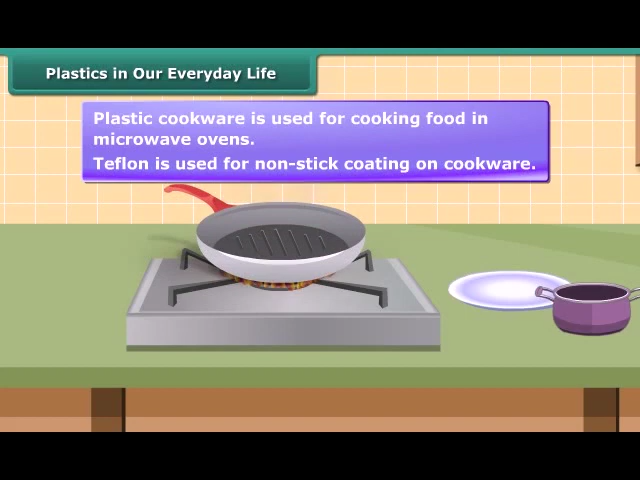 Plastics in Our Everyday Life
Plastic cookware is used for cooking food in
microwave ovens.
Teflon is used for non-stick coating on cookware.